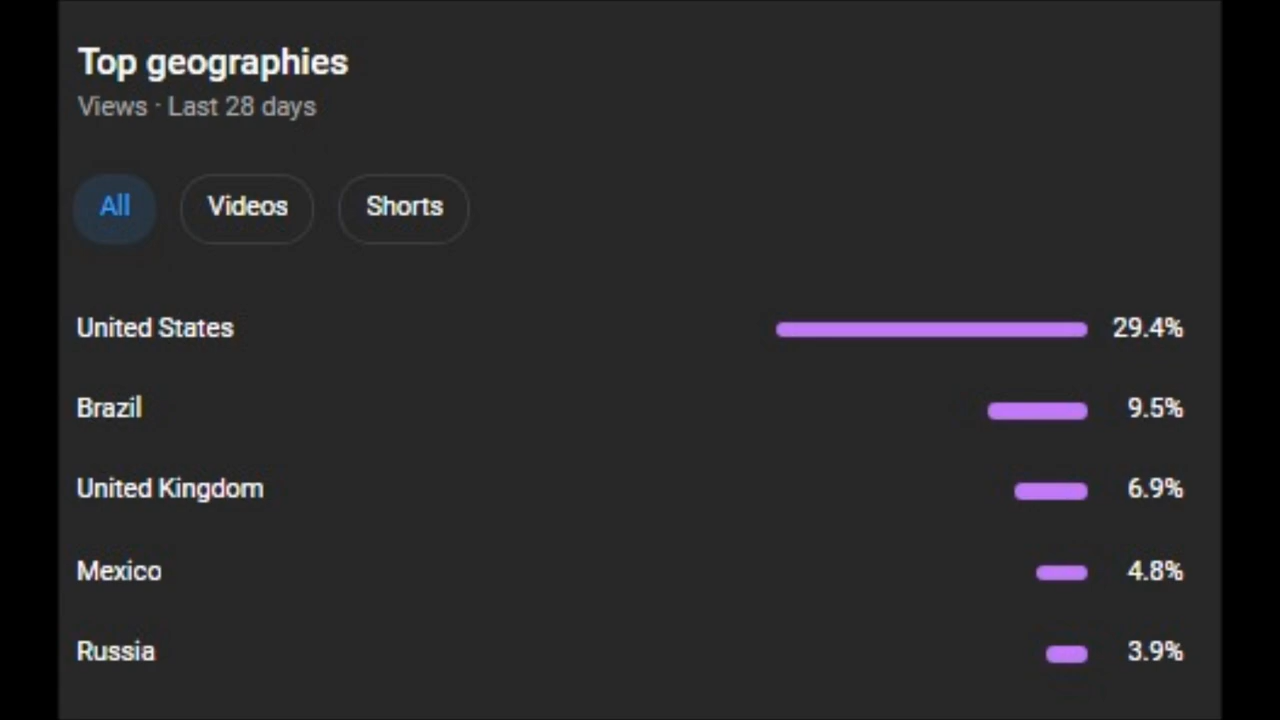 Top geographies
Views · Last 28 days
All Videos Shorts
United States 29.4%
Brazil 9.5%
United Kingdom 6.9%
Mexico 4.8%
Russia 3.9%